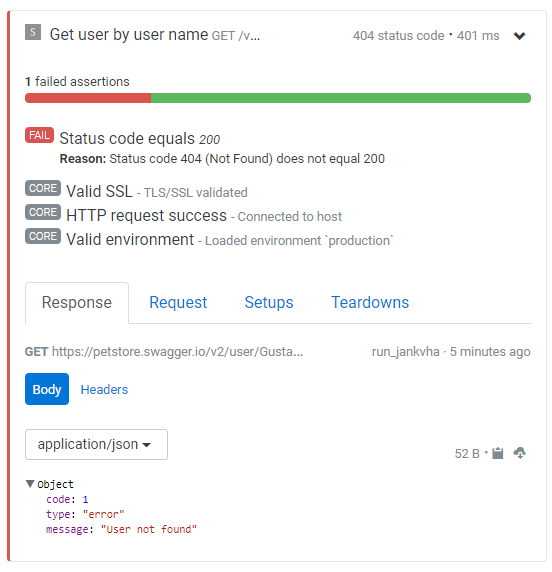 S Get user by user name GET /v... 404 status code • 401 ms
1 failed assertions
FAIL Status code equals 200
Reason: Status code 404 (Not Found) does not equal 200
CORE Valid SSL - TLS/SSL validated
CORE HTTP request success - Connected to host
CORE Valid environment - Loaded environment `production`
Response Request Setups Teardowns
GET https://petstore.swagger.io/v2/user/Gusta... run_jankvha · 5 minutes ago
Body Headers
application/json
52 B •
Object
code: 1
type: "error"
message: "User not found"